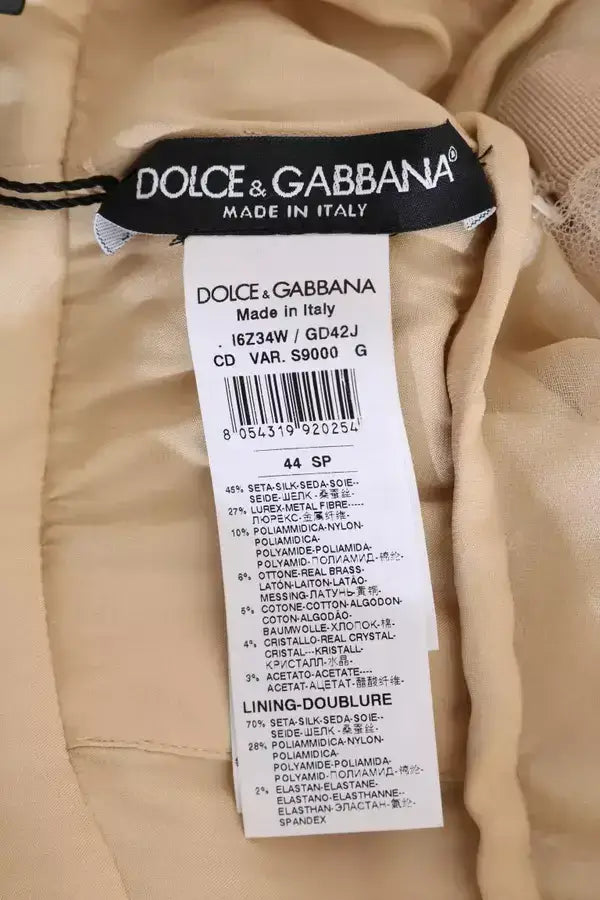 DOLCE & GABBANA®
MADE IN ITALY
DOLCE & GABBANA
Made in Italy
. I6Z34W / GD42J
CD VAR. S9000 G
8 054319 920254
44 SP
45% SETA-SILK-SEDA-SOIE--
SEIDE-ШЕЛК-桑蚕丝-
27% LUREX-METAL FIBRE-----
ЛЮРЕКС-金属纤维-
10% POLIAMMIDICA-NYLON-
POLIAMIDICA-
POLYAMIDE-POLIAMIDA-
POLYAMID-ПОЛИАМИД-锦纶-
6% OTTONE-REAL BRASS-
LATÓN-LAITON-LATÃO-
MESSING-ЛАТУНЬ-黄铜-
5% COTONE-COTTON-ALGODON-
COTON-ALGODÃO-
BAUMWOLLE-ХЛОПОК-棉-
4% CRISTALLO-REAL CRYSTAL-
CRISTAL---KRISTALL-
КРИСТАЛЛ-水晶-
3% ACETATO-ACETATE----
ACETAT-АЦЕТАТ-醋酸纤维-
LINING-DOUBLURE
70% SETA-SILK-SEDA-SOIE--
SEIDE-ШЕЛК-桑蚕丝-
28% POLIAMMIDICA-NYLON-
POLIAMIDICA-
POLYAMIDE-POLIAMIDA-
POLYAMID-ПОЛИАМИД-锦纶-
2% ELASTAN-ELASTANE-
ELASTANO-ELASTHANNE--
ELASTHAN-ЭЛАСТАН-氨纶-
SPANDEX